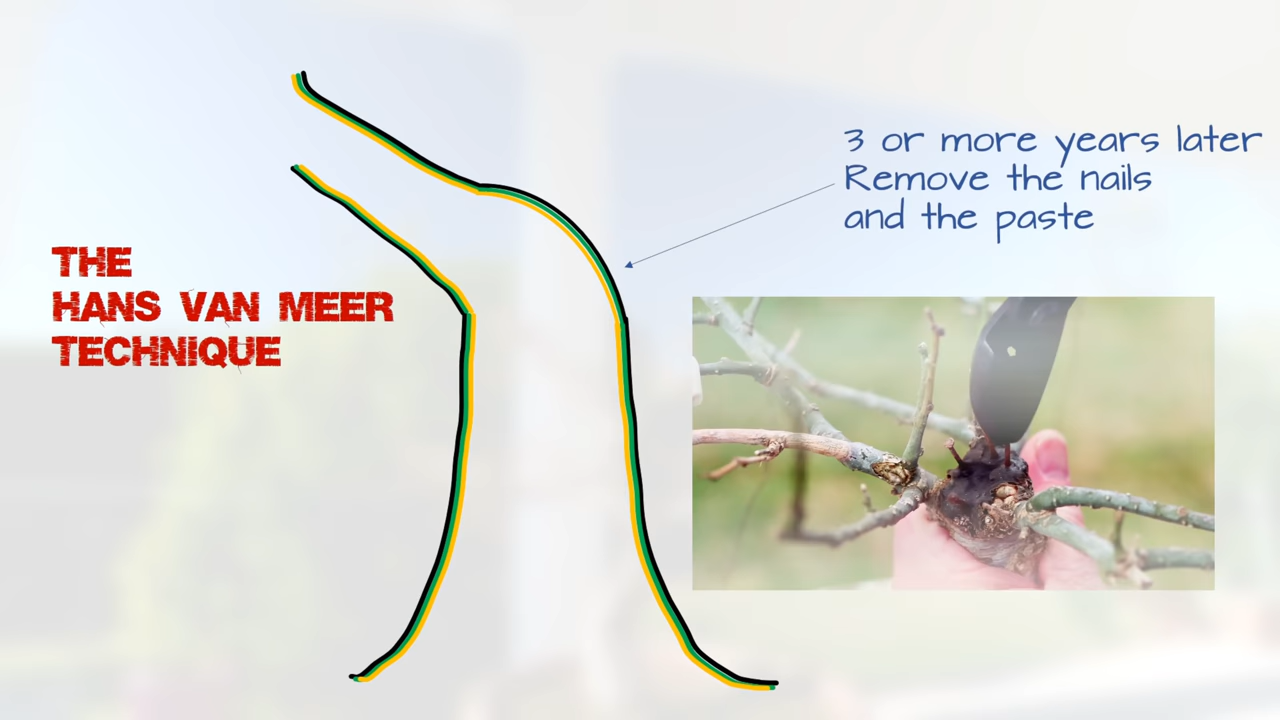 THE
HANS VAN MEER
TECHNIQUE
3 or more years later
Remove the nails
and the paste